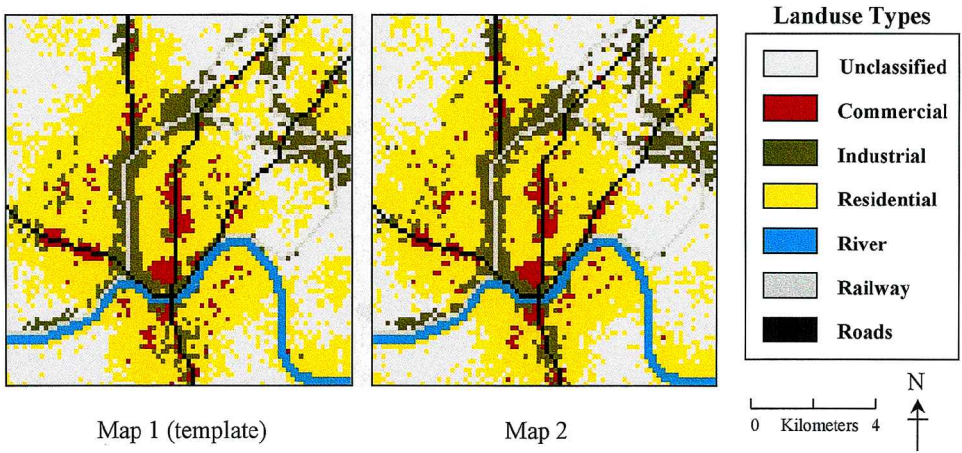 Landuse Types
Unclassified
Commercial
Industrial
Residential
River
Railway
Roads
N
0 Kilometers 4
Map 1 (template)
Map 2